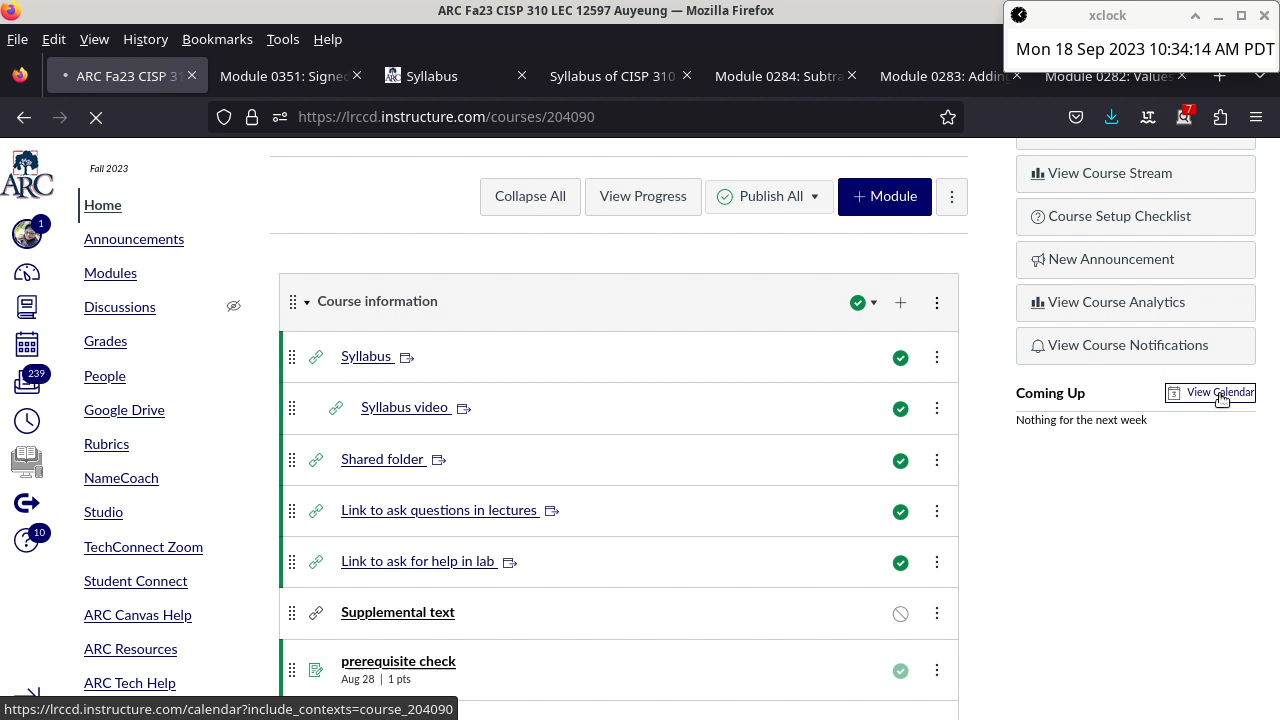 ARC Fa23 CISP 310 LEC 12597 Auyeung — Mozilla Firefox
xclock
Mon 18 Sep 2023 10:34:14 AM PDT
File Edit View History Bookmarks Tools Help
ARC Fa23 CISP 31
Module 0351: Signed
Syllabus
Syllabus of CISP 310
Module 0284: Subtra
Module 0283: Addin
Module 0282: Values
https://lrccd.instructure.com/courses/204090
7
ARC
1
239
10
Fall 2023
Home
Announcements
Modules
Discussions
Grades
People
Google Drive
Rubrics
NameCoach
Studio
TechConnect Zoom
Student Connect
ARC Canvas Help
ARC Resources
ARC Tech Help
Collapse All
View Progress
Publish All
+ Module
Course information
Syllabus
Syllabus video
Shared folder
Link to ask questions in lectures
Link to ask for help in lab
Supplemental text
prerequisite check
Aug 28 | 1 pts
View Course Stream
Course Setup Checklist
New Announcement
View Course Analytics
View Course Notifications
Coming Up
3 View Calendar
Nothing for the next week
https://lrccd.instructure.com/calendar?include_contexts=course_204090